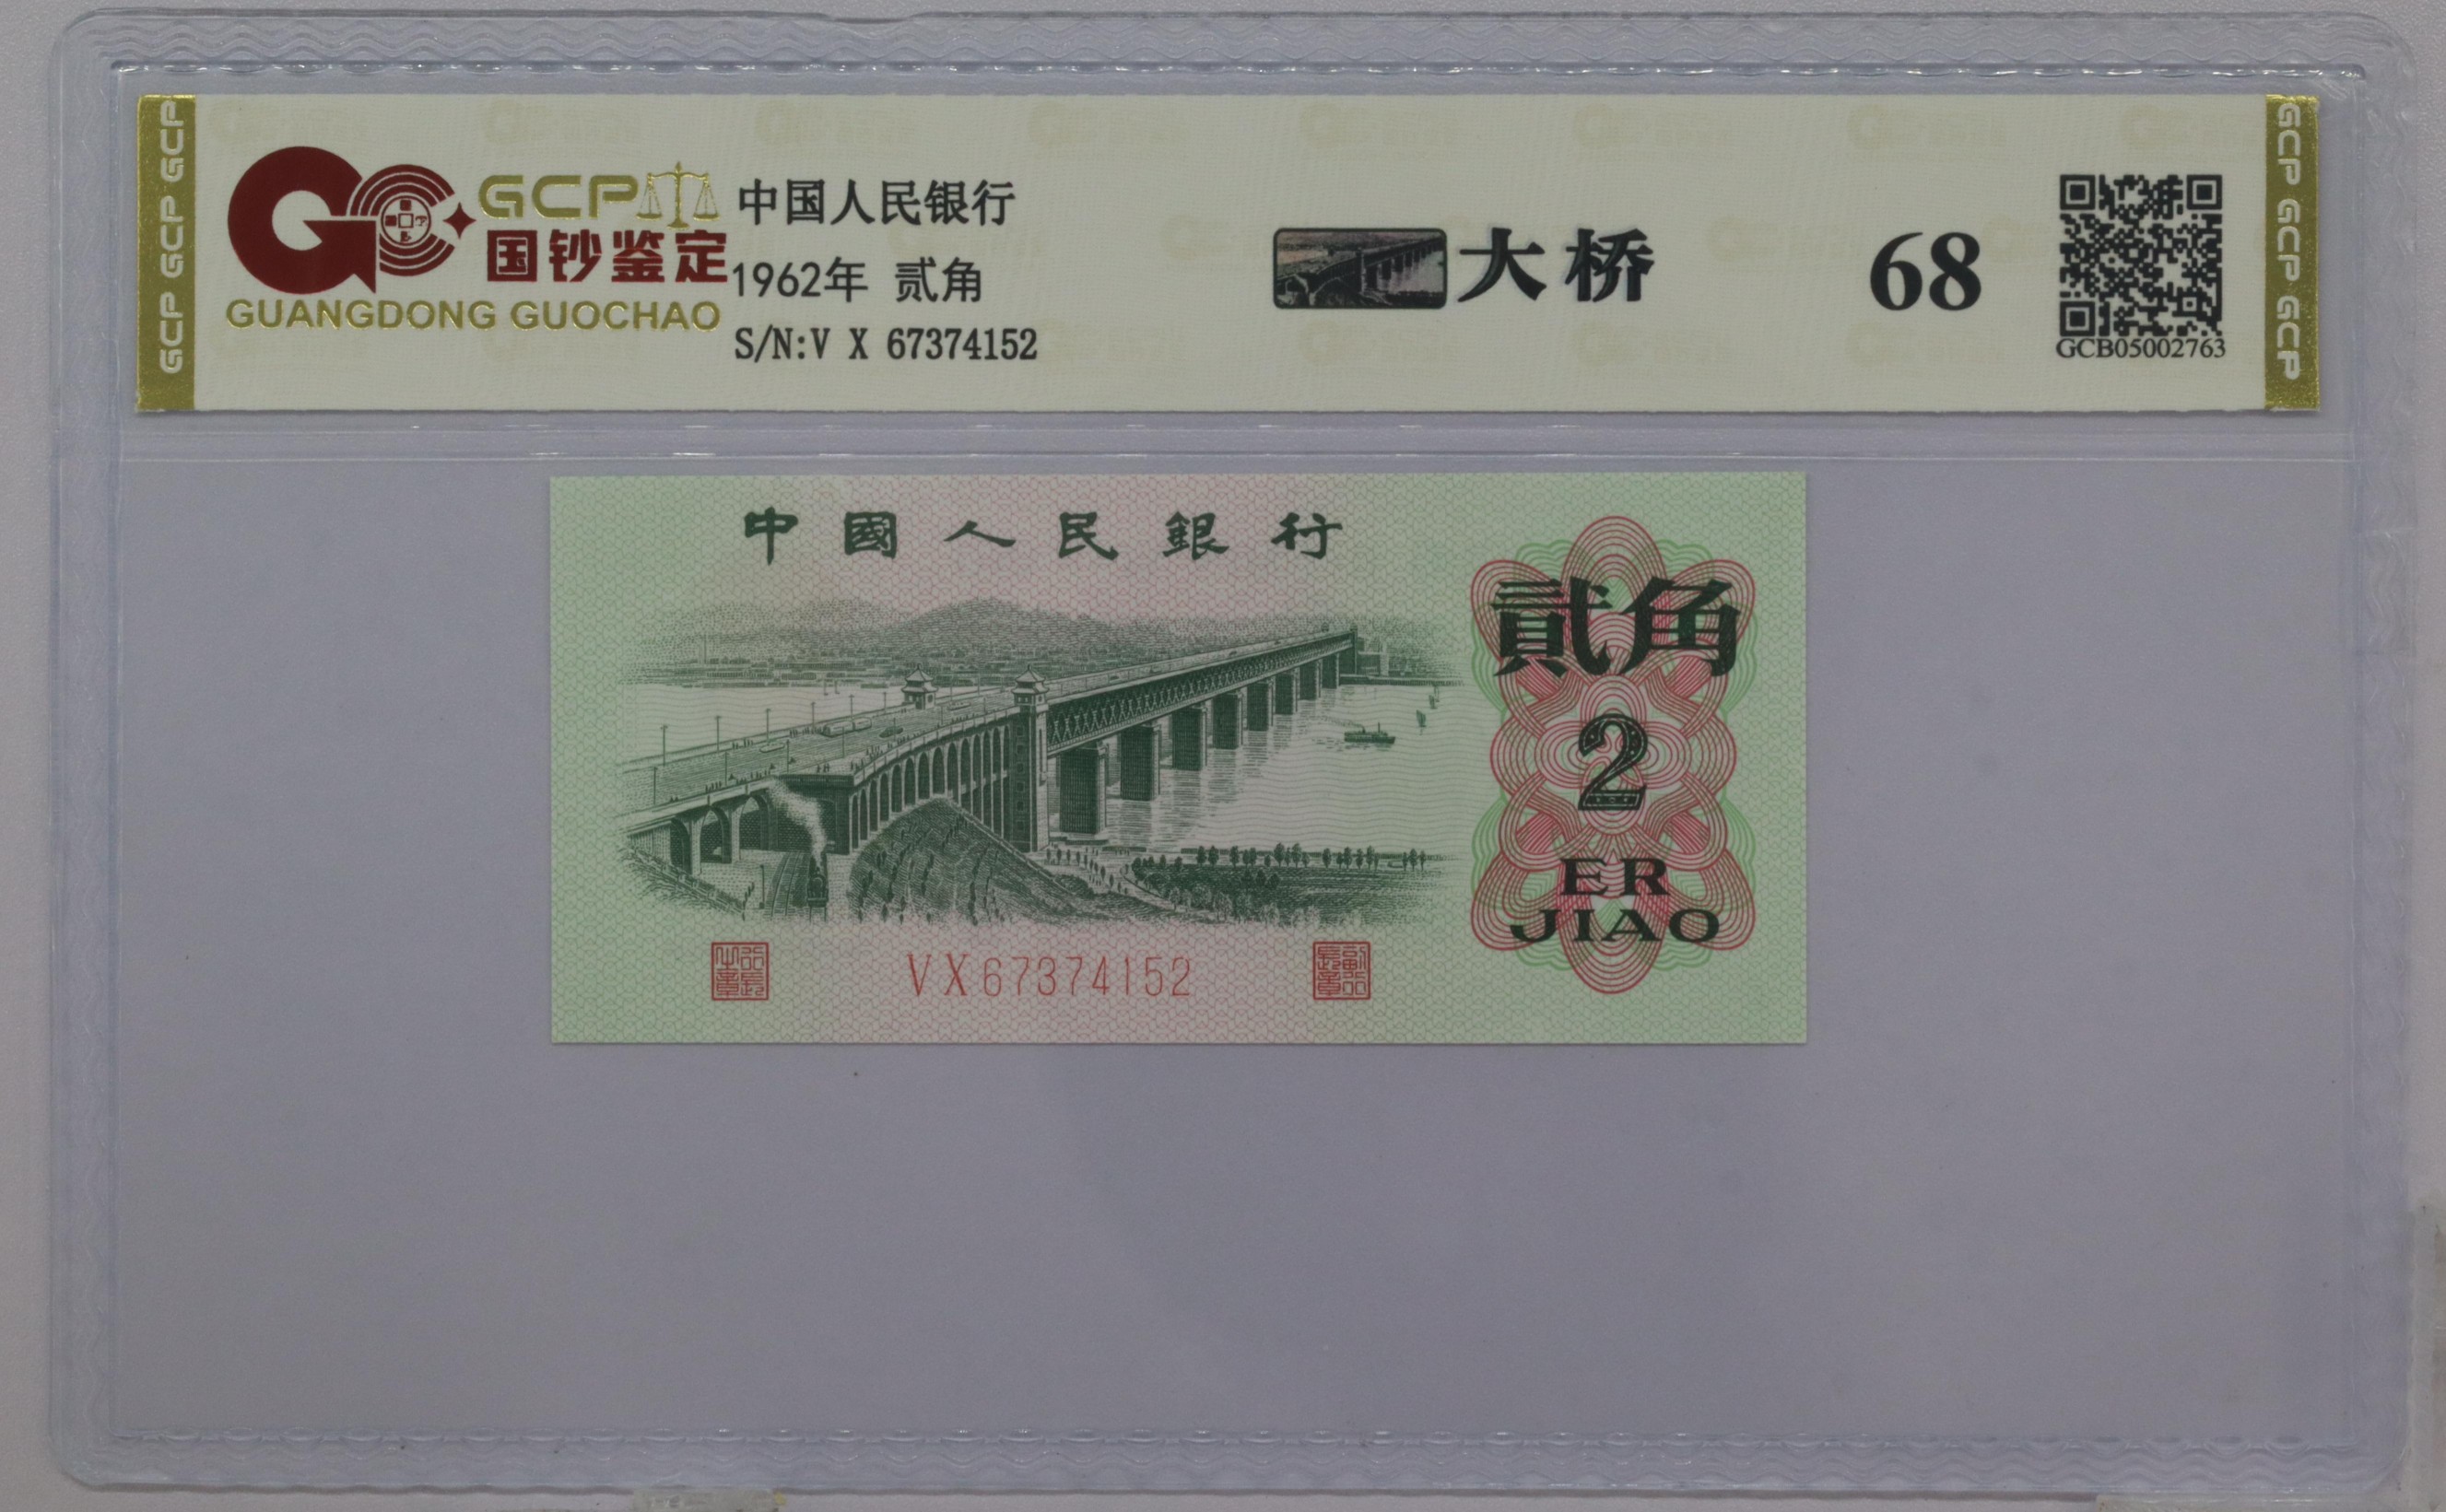 GCP GCP GCP
GCP
国钞鉴定
GUANGDONG GUOCHAO
中国人民银行
1962年 贰角
S/N:V X 67374152
大桥
68
GCB05002763
GCP GCP GCP
中國人民銀行
貳角
2
ER
JIAO
VX67374152